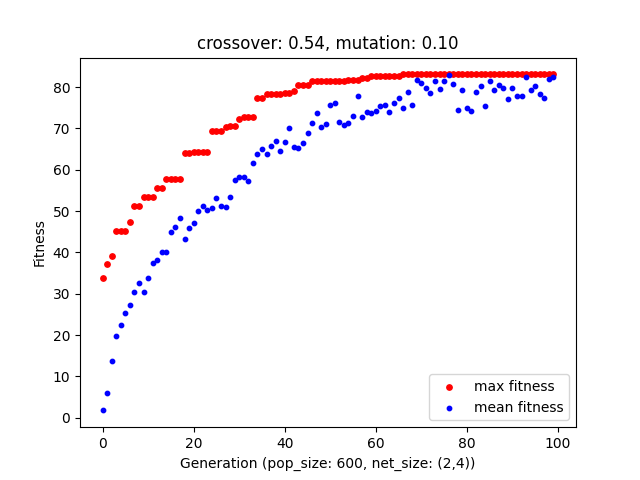 crossover: 0.54, mutation: 0.10
Fitness
80
70
60
50
40
30
20
10
0
max fitness
mean fitness
0 20 40 60 80 100
Generation (pop_size: 600, net_size: (2,4))